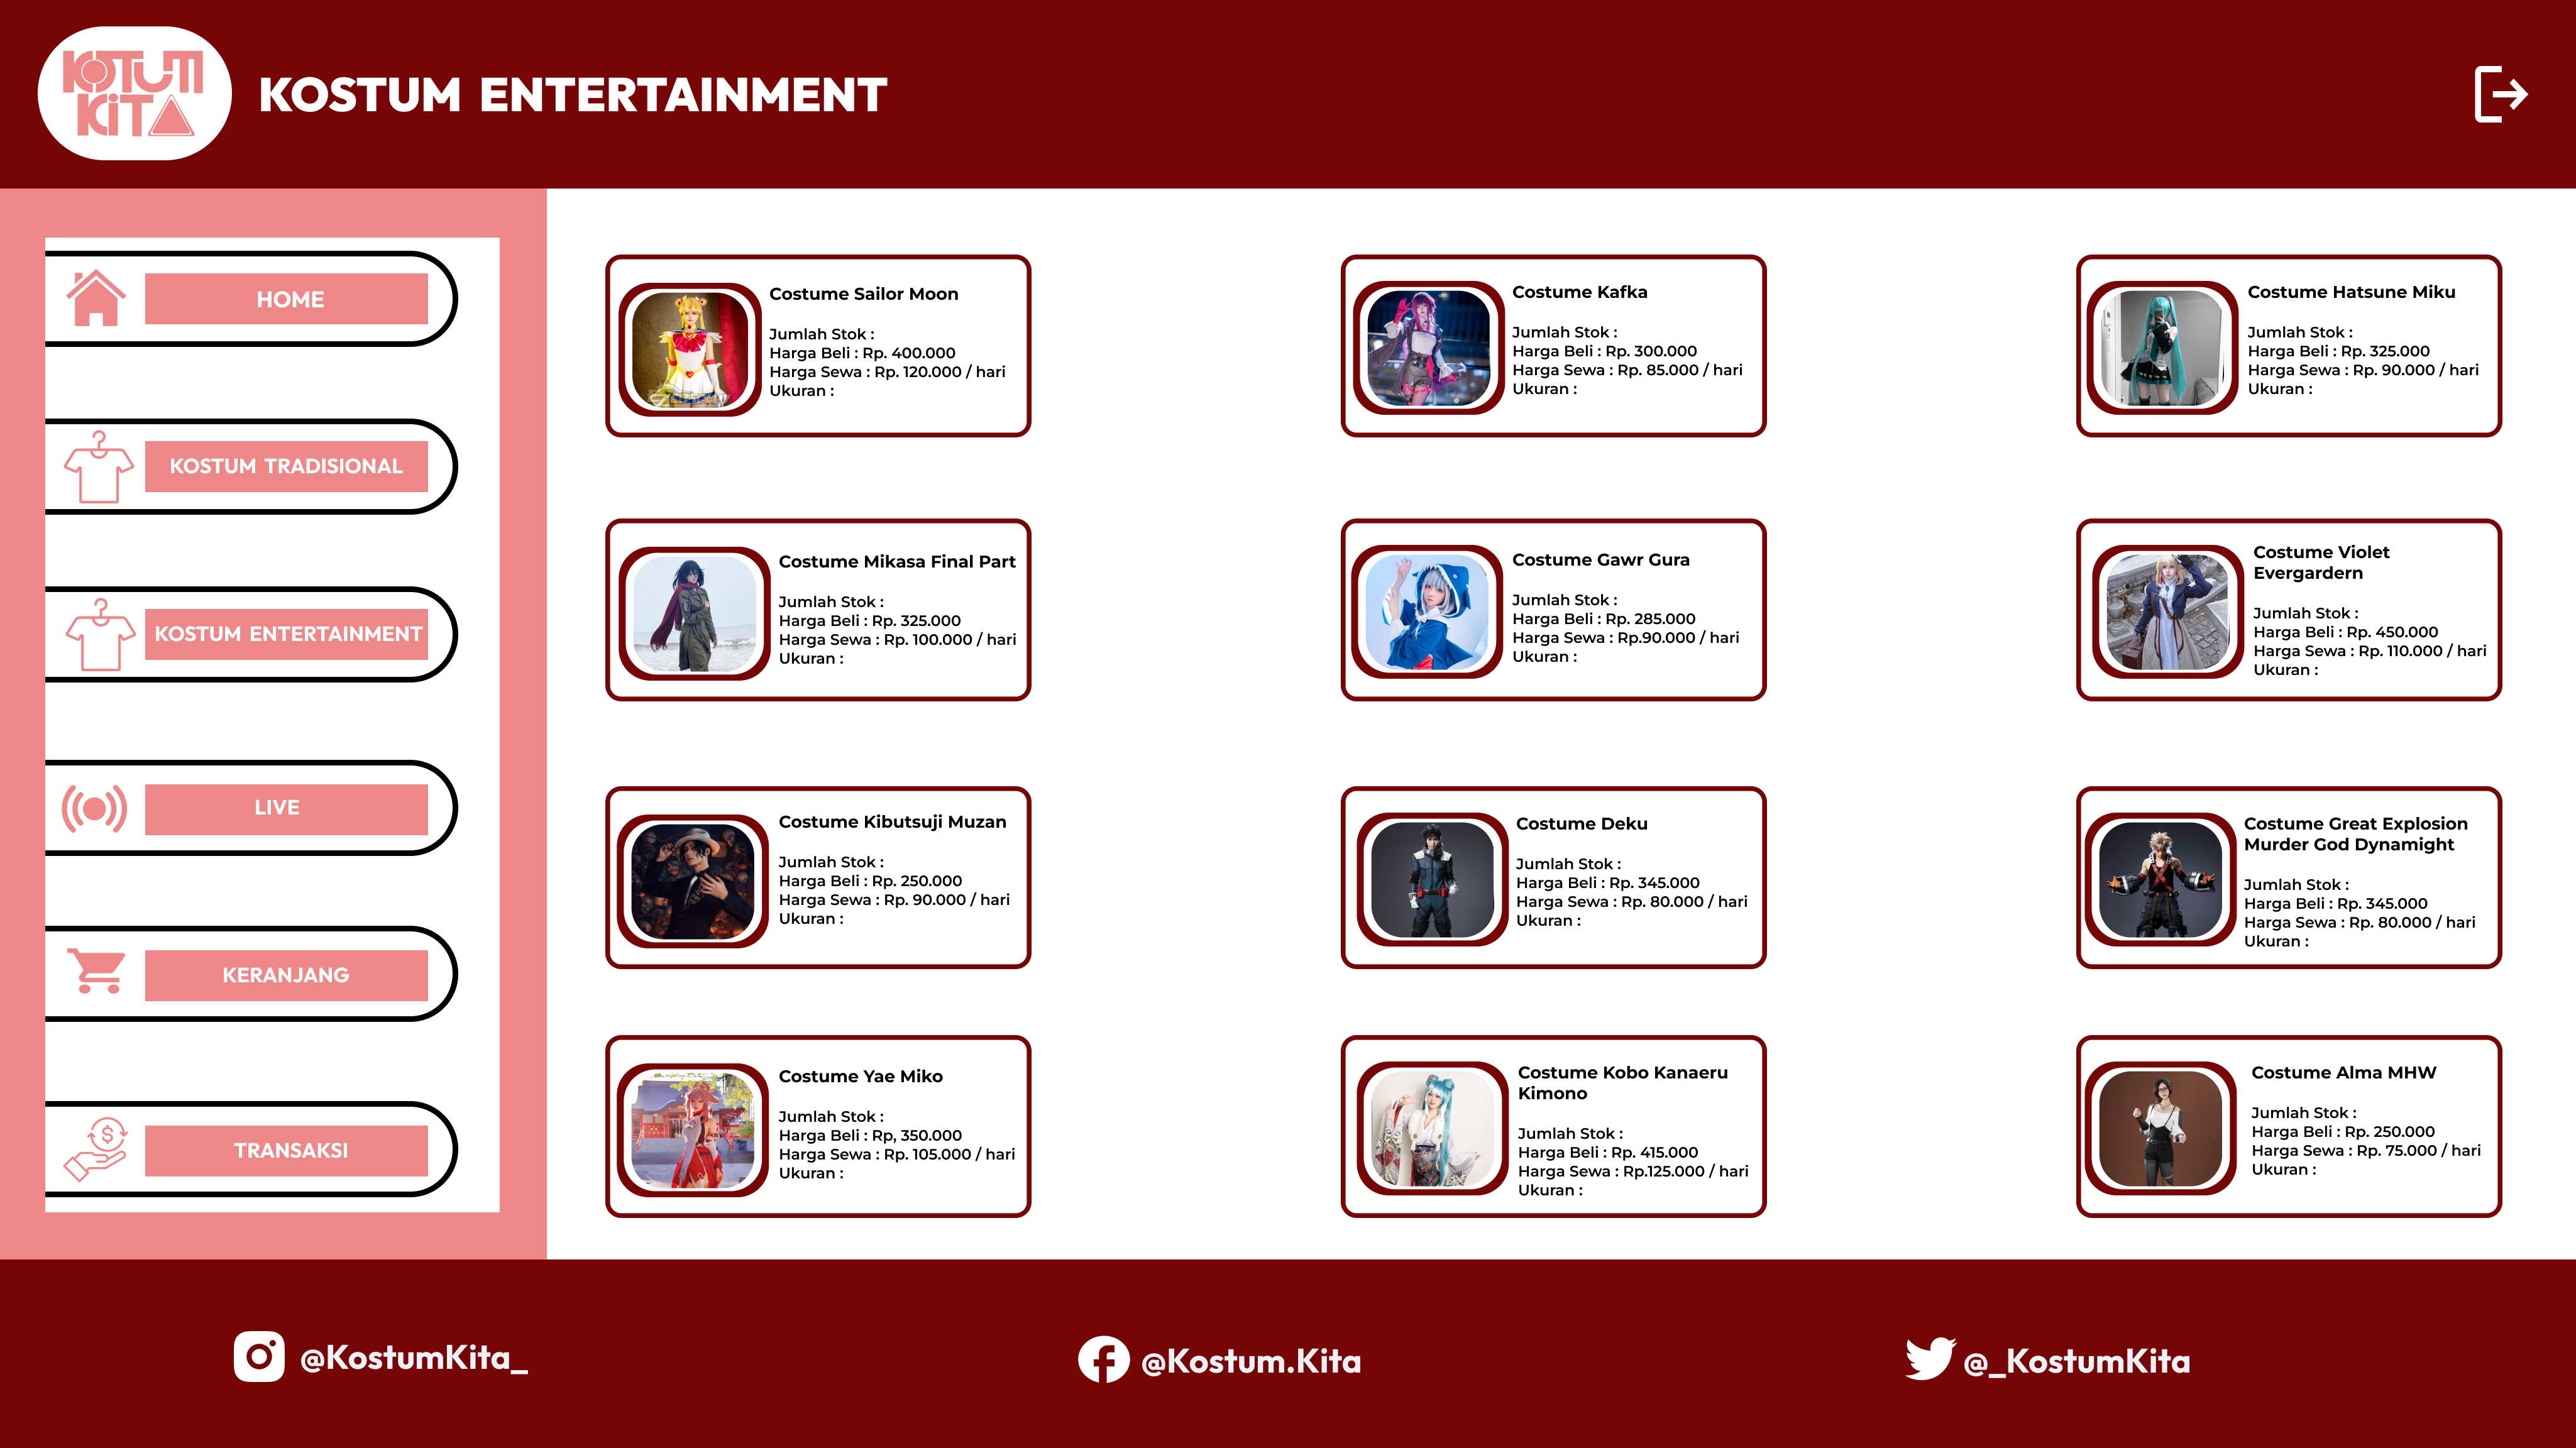 KOTUM
KITA
KOSTUM ENTERTAINMENT
HOME
KOSTUM TRADISIONAL
KOSTUM ENTERTAINMENT
LIVE
KERANJANG
TRANSAKSI
Costume Sailor Moon
Jumlah Stok :
Harga Beli : Rp. 400.000
Harga Sewa : Rp. 120.000 / hari
Ukuran :
Costume Kafka
Jumlah Stok :
Harga Beli : Rp. 300.000
Harga Sewa : Rp. 85.000 / hari
Ukuran :
Costume Hatsune Miku
Jumlah Stok :
Harga Beli : Rp. 325.000
Harga Sewa : Rp. 90.000 / hari
Ukuran :
Costume Mikasa Final Part
Jumlah Stok :
Harga Beli : Rp. 325.000
Harga Sewa : Rp. 100.000 / hari
Ukuran :
Costume Gawr Gura
Jumlah Stok :
Harga Beli : Rp. 285.000
Harga Sewa : Rp.90.000 / hari
Ukuran :
Costume Violet
Evergardern
Jumlah Stok :
Harga Beli : Rp. 450.000
Harga Sewa : Rp. 110.000 / hari
Ukuran :
Costume Kibutsuji Muzan
Jumlah Stok :
Harga Beli : Rp. 250.000
Harga Sewa : Rp. 90.000 / hari
Ukuran :
Costume Deku
Jumlah Stok :
Harga Beli : Rp. 345.000
Harga Sewa : Rp. 80.000 / hari
Ukuran :
Costume Great Explosion
Murder God Dynamight
Jumlah Stok :
Harga Beli : Rp. 345.000
Harga Sewa : Rp. 80.000 / hari
Ukuran :
Costume Yae Miko
Jumlah Stok :
Harga Beli : Rp, 350.000
Harga Sewa : Rp. 105.000 / hari
Ukuran :
Costume Kobo Kanaeru
Kimono
Jumlah Stok :
Harga Beli : Rp. 415.000
Harga Sewa : Rp.125.000 / hari
Ukuran :
Costume Alma MHW
Jumlah Stok :
Harga Beli : Rp. 250.000
Harga Sewa : Rp. 75.000 / hari
Ukuran :
@KostumKita_
@Kostum.Kita
@_KostumKita